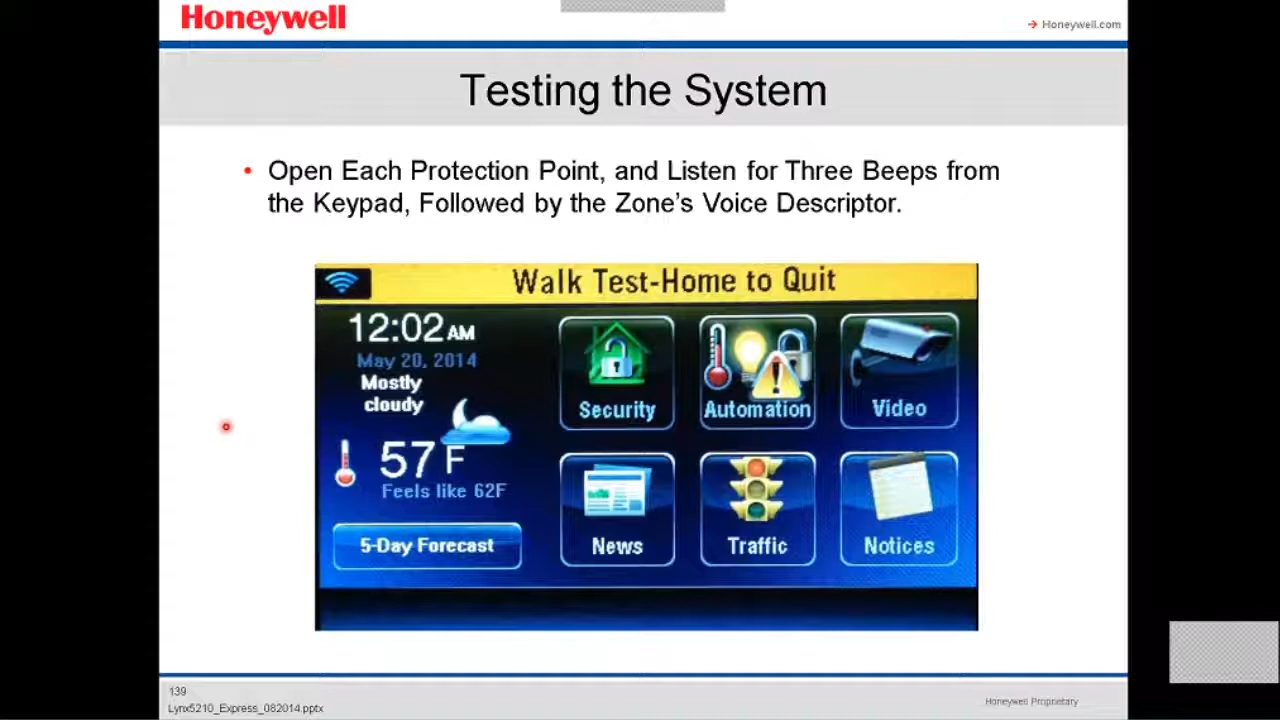 Honeywell
Honeywell.com
Testing the System
Open Each Protection Point, and Listen for Three Beeps from
the Keypad, Followed by the Zone's Voice Descriptor.
Walk Test-Home to Quit
12:02 AM
May 20, 2014
Mostly
cloudy
57 F
Feels like 62F
5-Day Forecast
Security
Automation
Video
News
Traffic
Notices
139
Lynx5210_Express_082014.pptx
Honeywell Proprietary